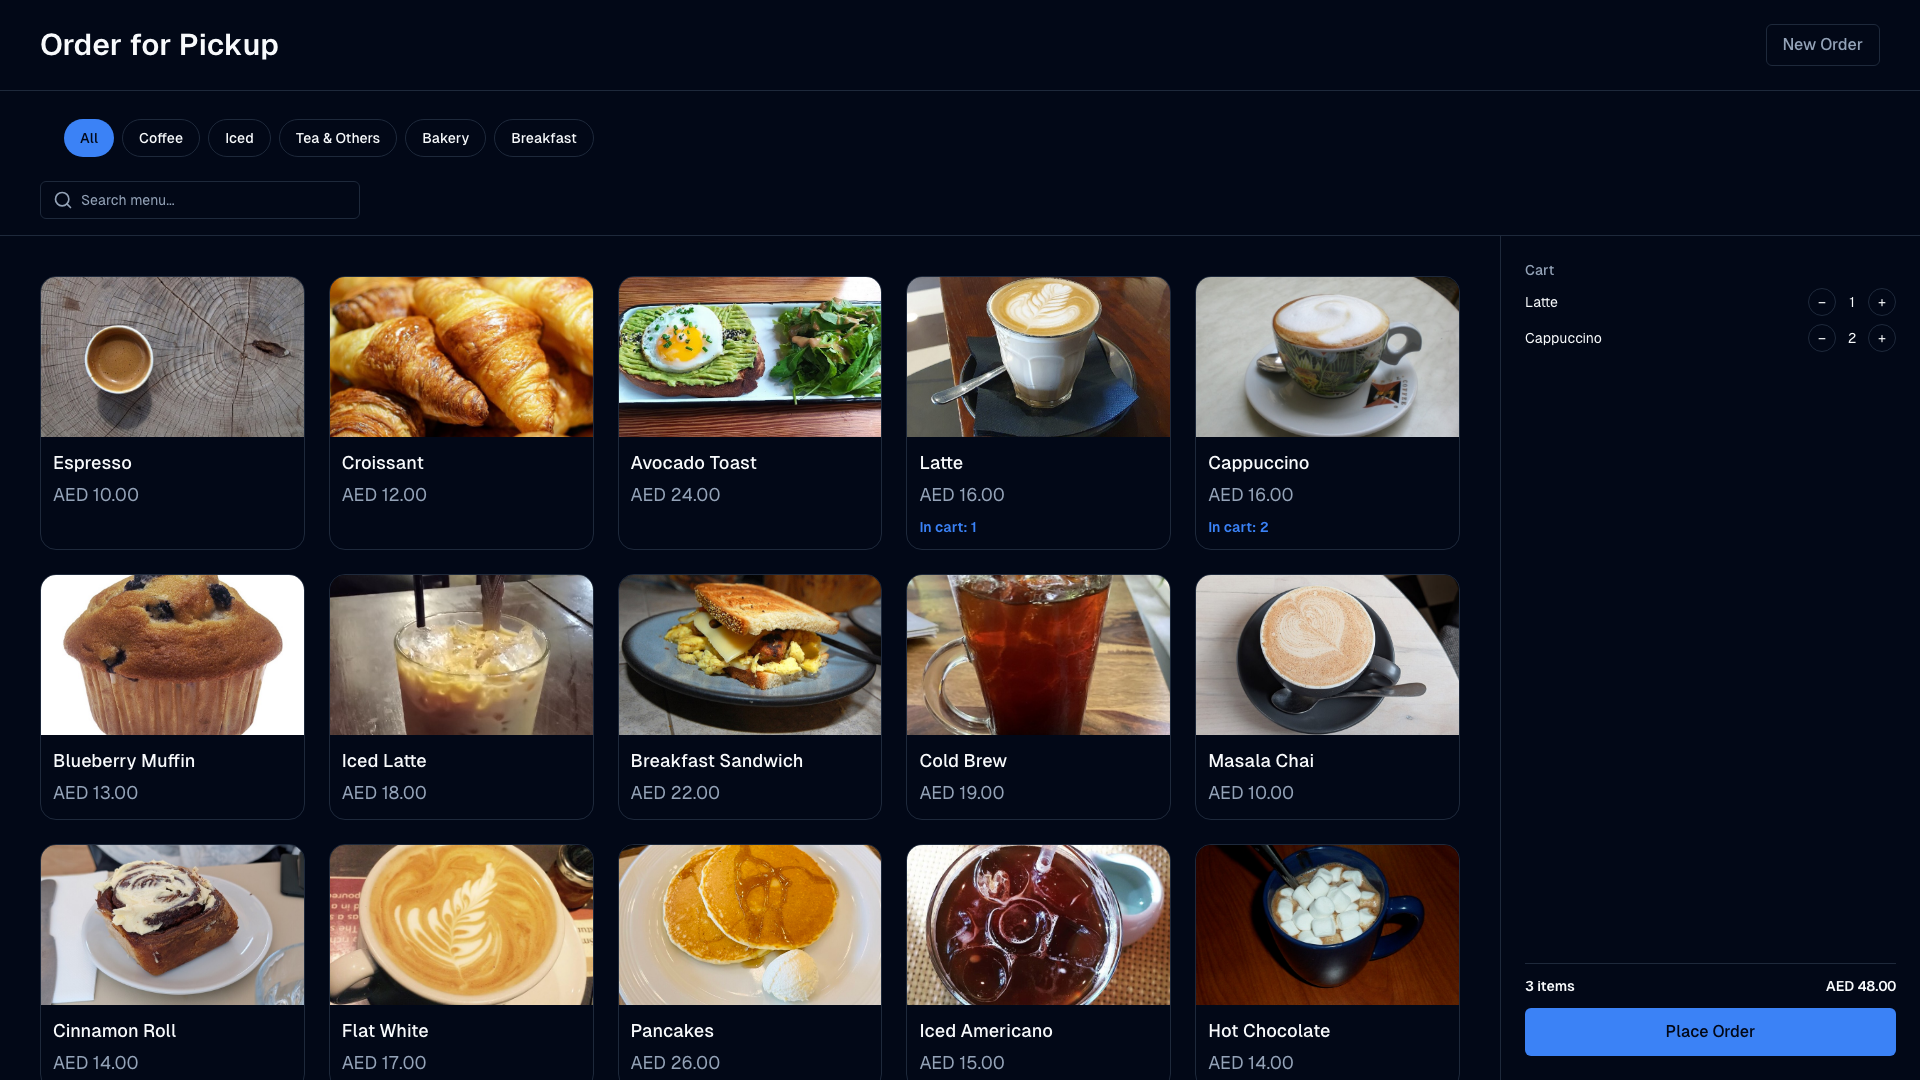 Order for Pickup
New Order
All
Coffee
Iced
Tea & Others
Bakery
Breakfast
Search menu...
Espresso
AED 10.00
Croissant
AED 12.00
Avocado Toast
AED 24.00
Latte
AED 16.00
In cart: 1
Cappuccino
AED 16.00
In cart: 2
Blueberry Muffin
AED 13.00
Iced Latte
AED 18.00
Breakfast Sandwich
AED 22.00
Cold Brew
AED 19.00
Masala Chai
AED 10.00
Cinnamon Roll
AED 14.00
Flat White
AED 17.00
Pancakes
AED 26.00
Iced Americano
AED 15.00
Hot Chocolate
AED 14.00
Cart
Latte
− 1 +
Cappuccino
− 2 +
3 items
AED 48.00
Place Order